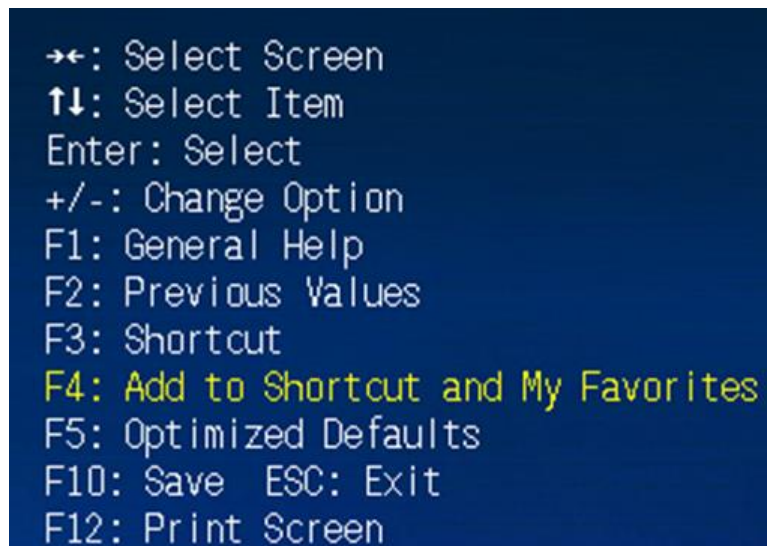 →←: Select Screen
↑↓: Select Item
Enter: Select
+/-: Change Option
F1: General Help
F2: Previous Values
F3: Shortcut
F4: Add to Shortcut and My Favorites
F5: Optimized Defaults
F10: Save  ESC: Exit
F12: Print Screen